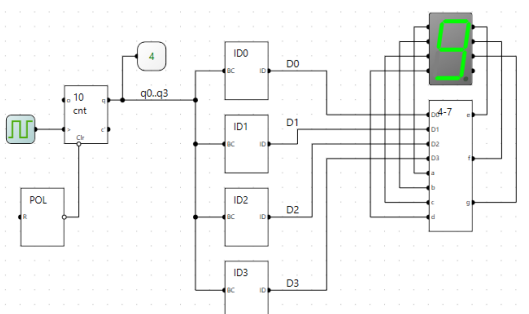 10
cnt
q
c'
Clr
POL
R
4
q0..q3
ID0
BC
ID
D0
ID1
BC
ID
D1
ID2
BC
ID
D2
ID3
BC
ID
D3
9
4-7
D1
D2
D3
a
b
c
d
f
g